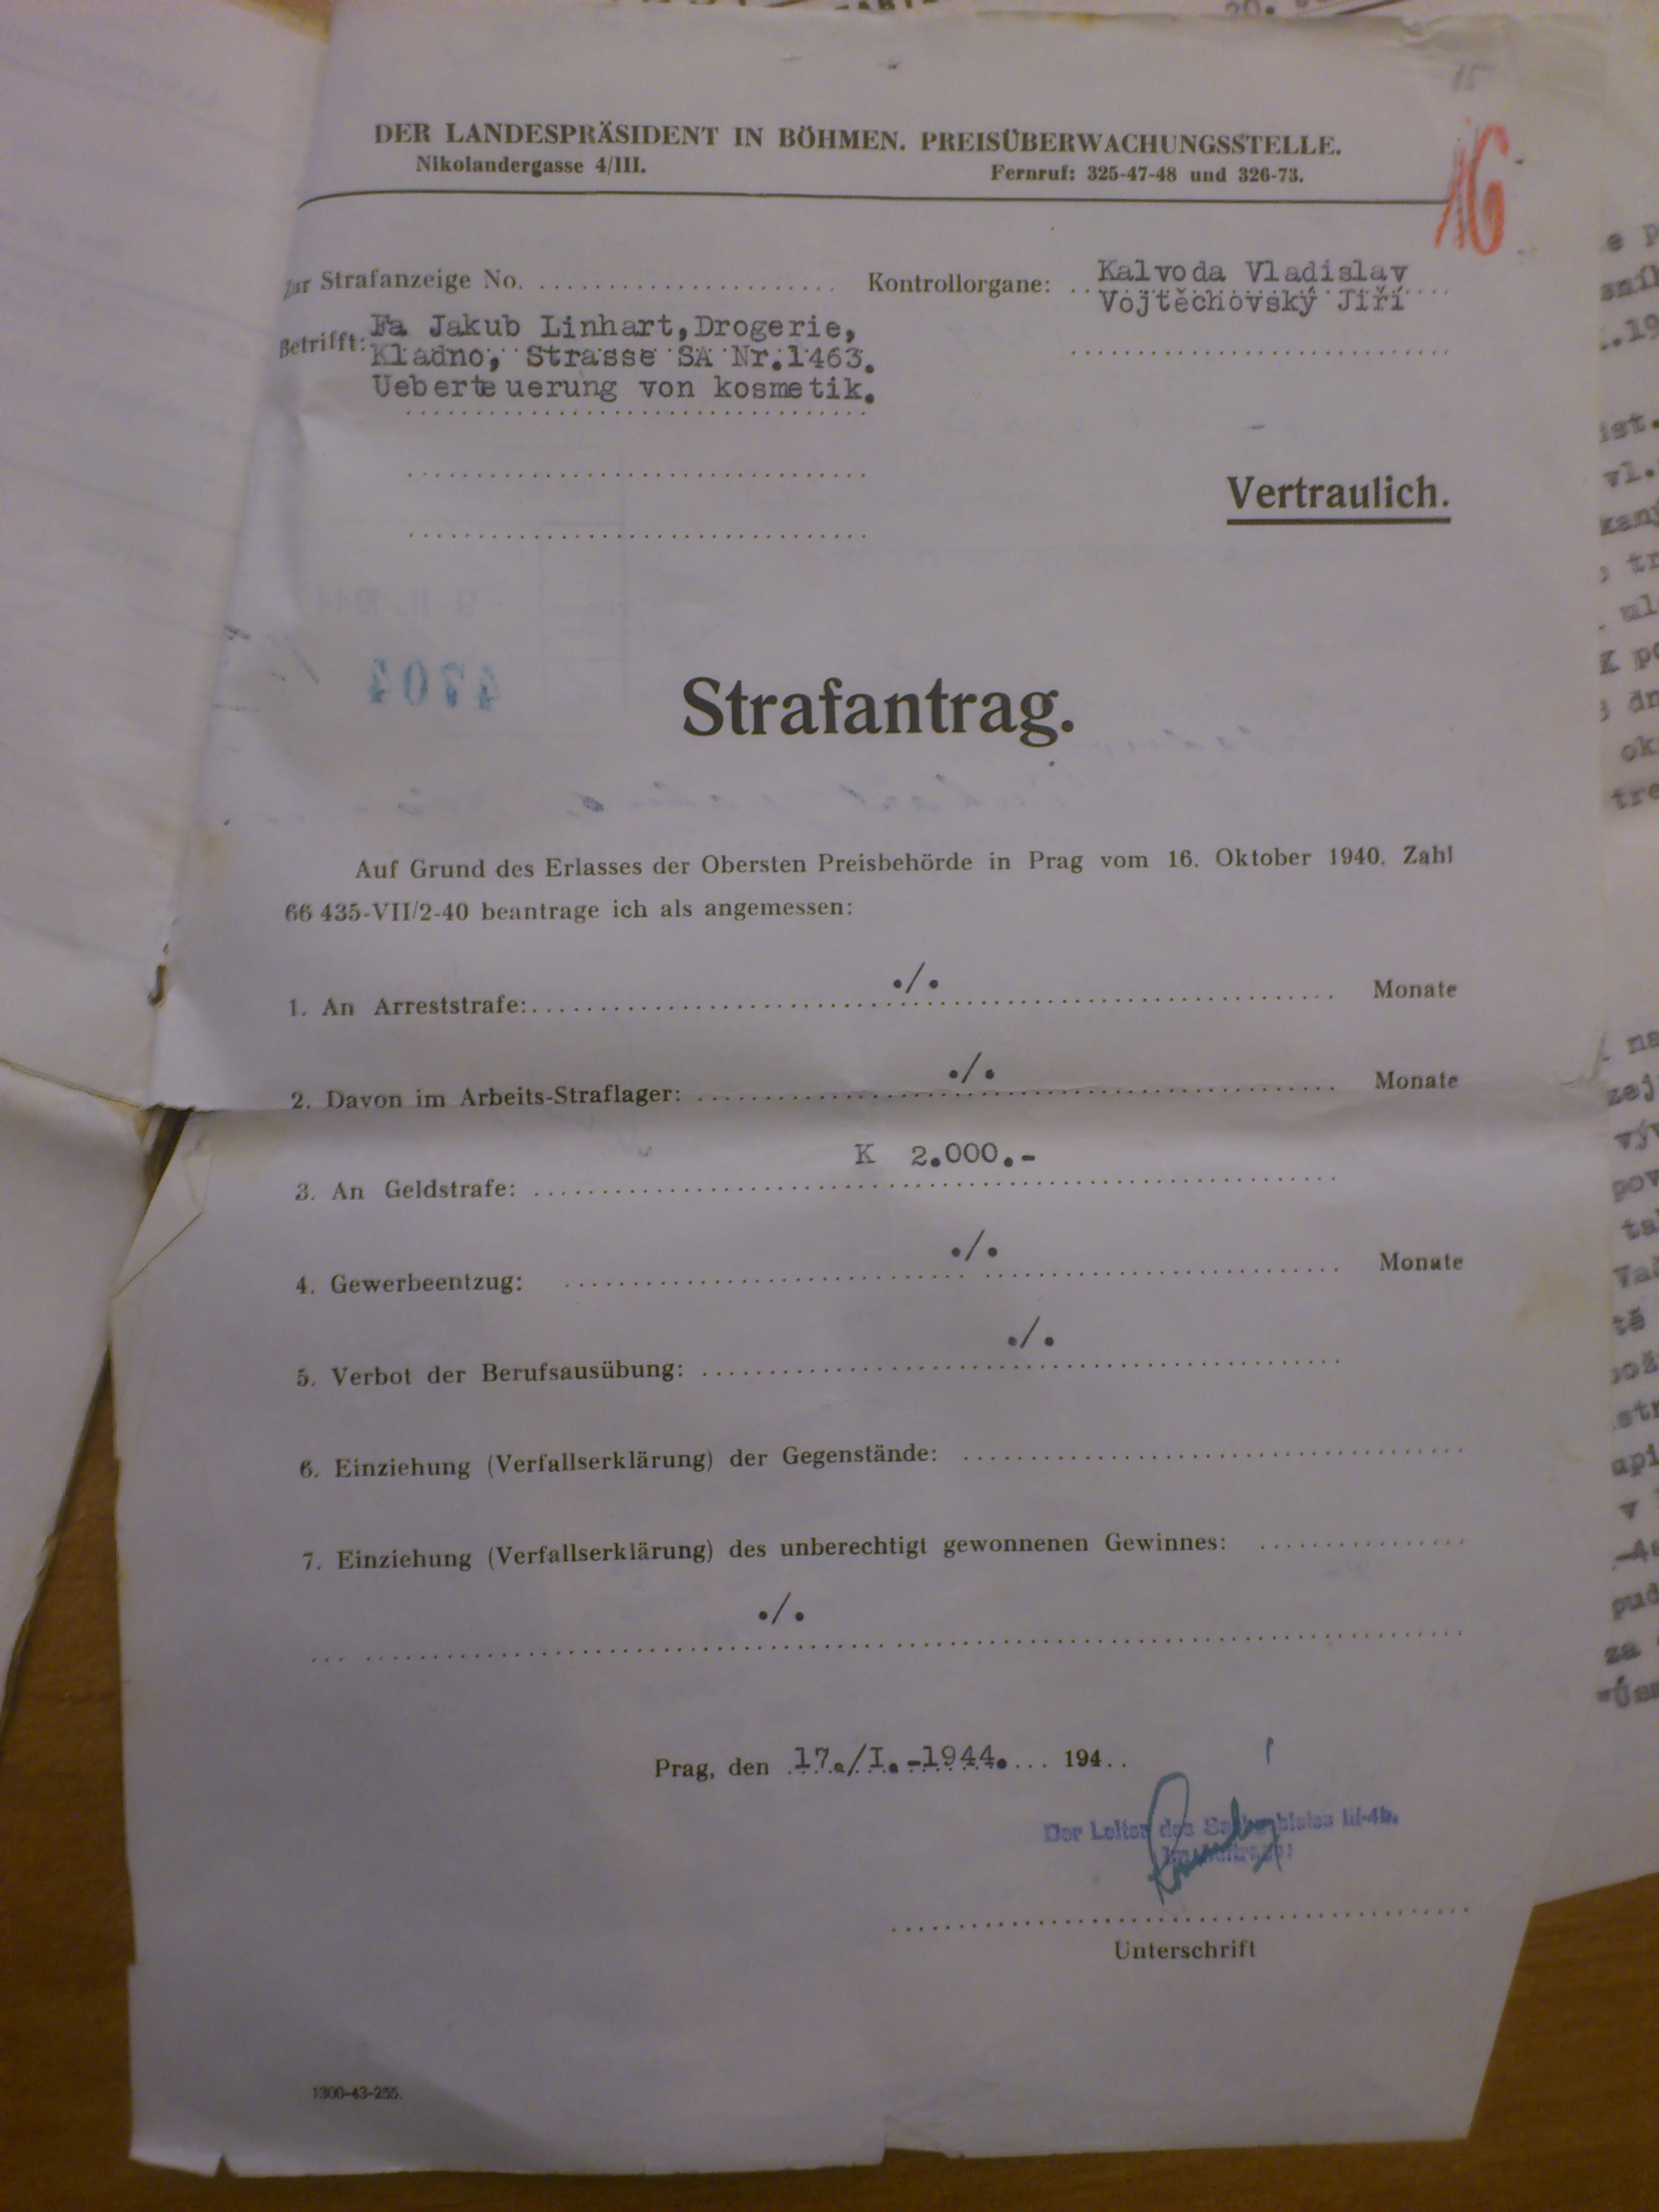 15
DER LANDESPRÄSIDENT IN BÖHMEN. PREISÜBERWACHUNGSSTELLE.
Nikolandergasse 4/III. Fernruf: 325-47-48 und 326-73.
16
Zur Strafanzeige No. Kontrollorgane: Kalvoda Vladislav
Vojtěchovský Jiří
Betrifft: Fa Jakub Linhart, Drogerie,
Kladno, Strasse SA Nr.1463.
Ueberteuerung von kosmetik.
Vertraulich.
Strafantrag.
Auf Grund des Erlasses der Obersten Preisbehörde in Prag vom 16. Oktober 1940, Zahl
66 435-VII/2-40 beantrage ich als angemessen:
1. An Arreststrafe: ./. Monate
2. Davon im Arbeits-Straflager: ./. Monate
3. An Geldstrafe: K 2.000.-
4. Gewerbeentzug: ./. Monate
5. Verbot der Berufsausübung: ./.
6. Einziehung (Verfallserklärung) der Gegenstände:
7. Einziehung (Verfallserklärung) des unberechtigt gewonnenen Gewinnes:
./.
Prag, den 17./I.-1944. 194..
Der Leiter des Sachgebietes III-4b.
Im Auftrage:
Unterschrift
1300-43-255.